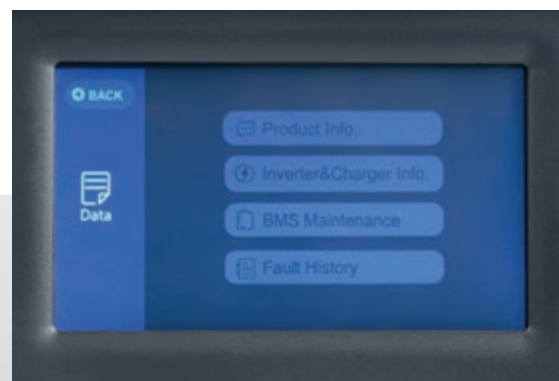 BACK
Data
Product Info.
Inverter&Charger Info.
BMS Maintenance
Fault History